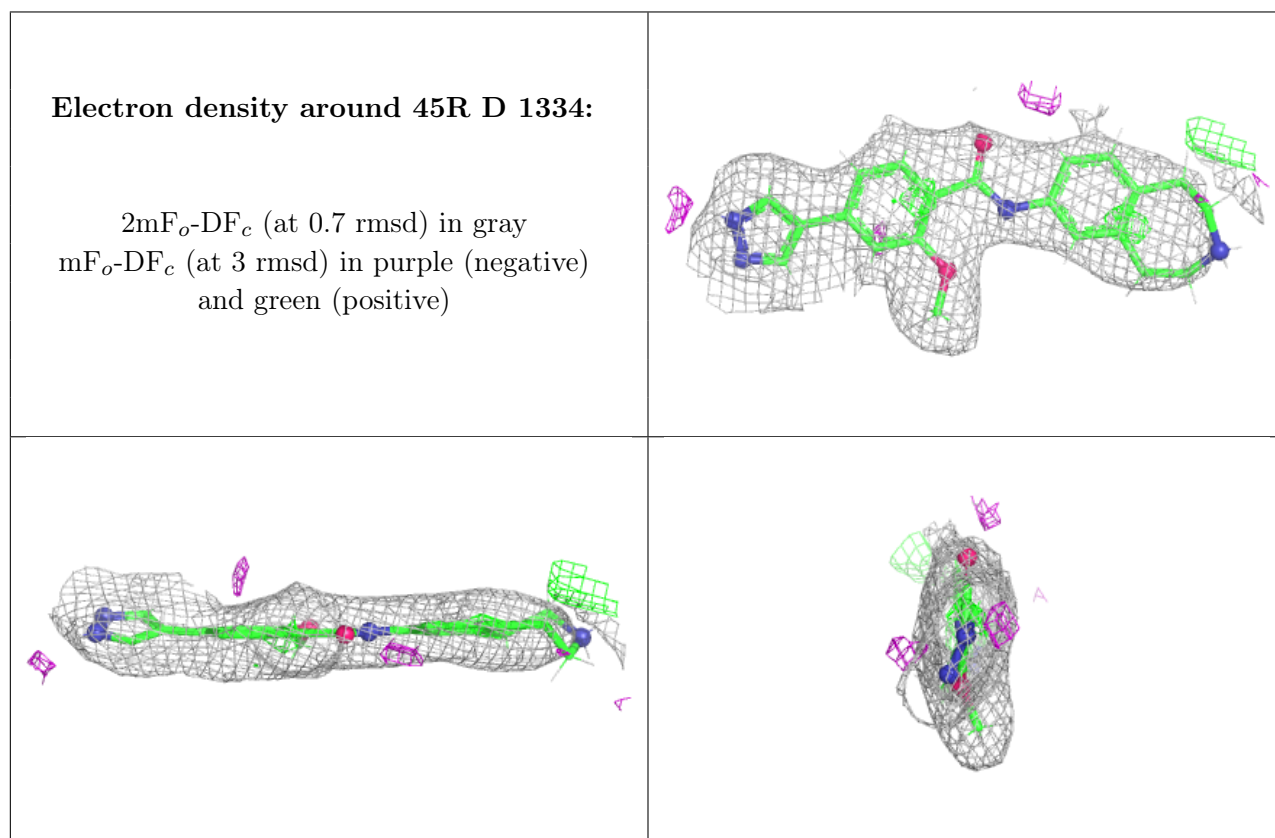 Electron density around 45R D 1334:
2mFo-DFc (at 0.7 rmsd) in gray
mFo-DFc (at 3 rmsd) in purple (negative)
and green (positive)